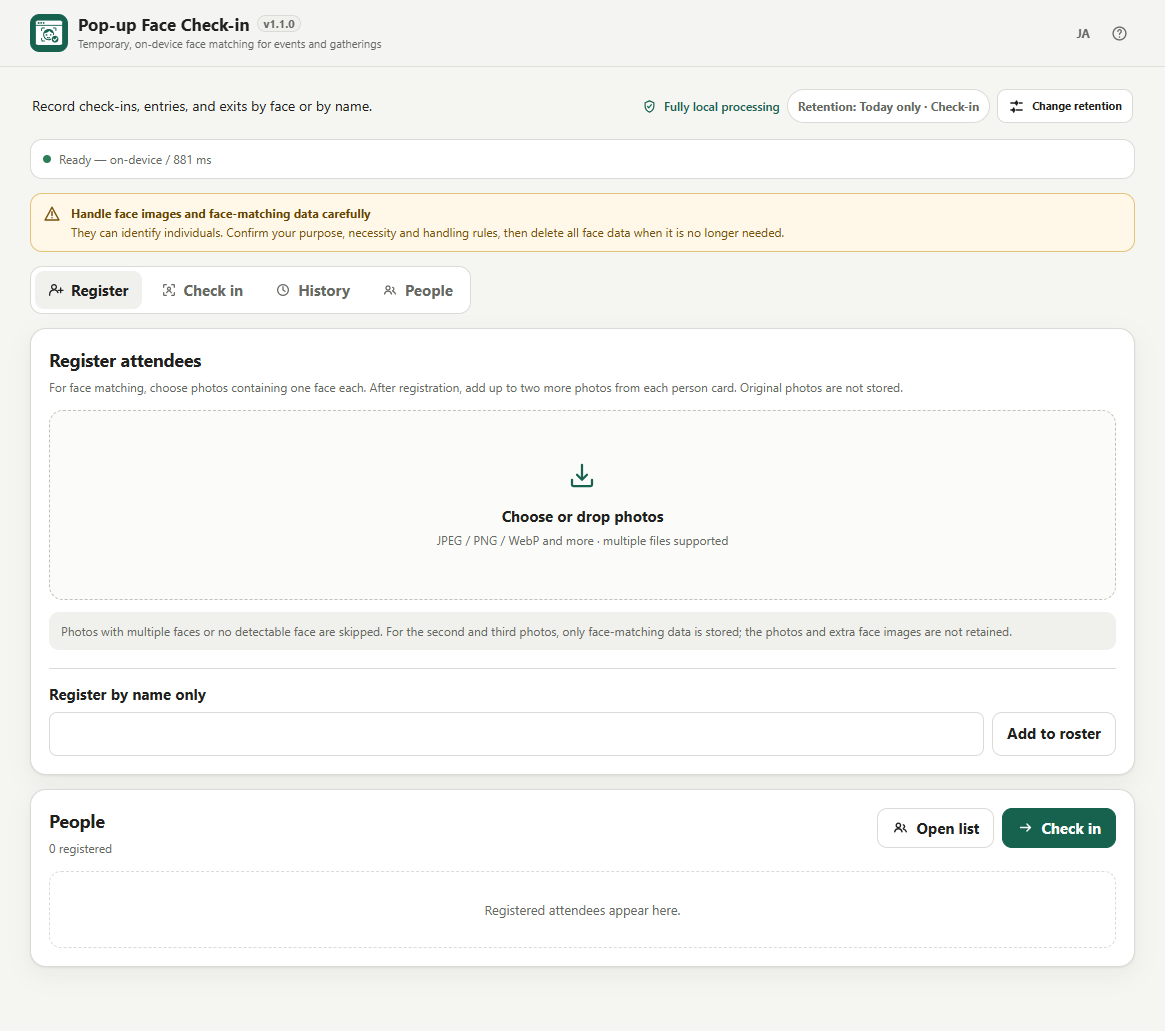 Pop-up Face Check-in v1.1.0
Temporary, on-device face matching for events and gatherings
JA
Record check-ins, entries, and exits by face or by name.
Fully local processing
Retention: Today only · Check-in
Change retention
Ready — on-device / 881 ms
Handle face images and face-matching data carefully
They can identify individuals. Confirm your purpose, necessity and handling rules, then delete all face data when it is no longer needed.
Register
Check in
History
People
Register attendees
For face matching, choose photos containing one face each. After registration, add up to two more photos from each person card. Original photos are not stored.
Choose or drop photos
JPEG / PNG / WebP and more · multiple files supported
Photos with multiple faces or no detectable face are skipped. For the second and third photos, only face-matching data is stored; the photos and extra face images are not retained.
Register by name only
Add to roster
People
0 registered
Open list
Check in
Registered attendees appear here.